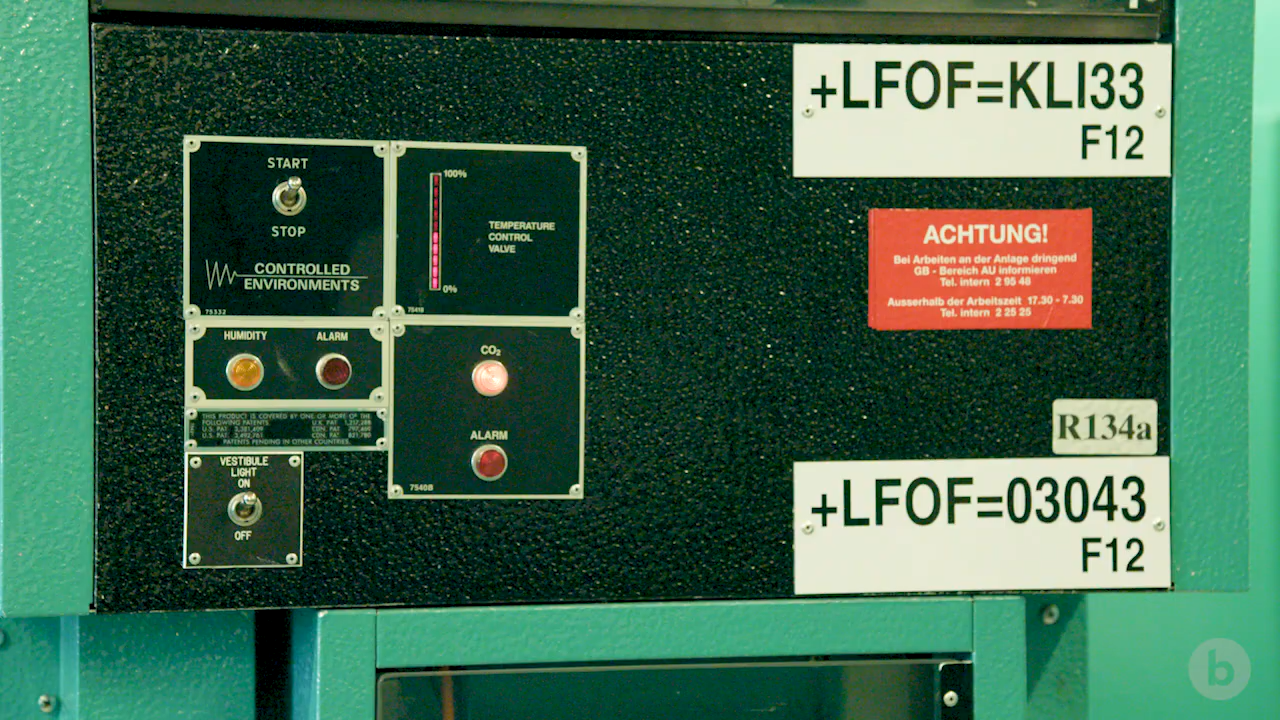 +LFOF=KLI33
F12
START
STOP
CONTROLLED
ENVIRONMENTS
75332
100%
TEMPERATURE
CONTROL
VALVE
0%
ACHTUNG!
Bei Arbeiten an der Anlage dringend
GB - Bereich AU informieren
Tel. intern 2 95 48
Ausserhalb der Arbeitszeit 17.30 - 7.30
Tel. intern 2 25 25
HUMIDITY
ALARM
CO₂
ALARM
7540B
THIS PRODUCT IS COVERED BY ONE OR MORE OF THE
FOLLOWING PATENTS
PATENTS PENDING IN OTHER COUNTRIES.
VESTIBULE
LIGHT
ON
OFF
R134a
+LFOF=03043
F12
b